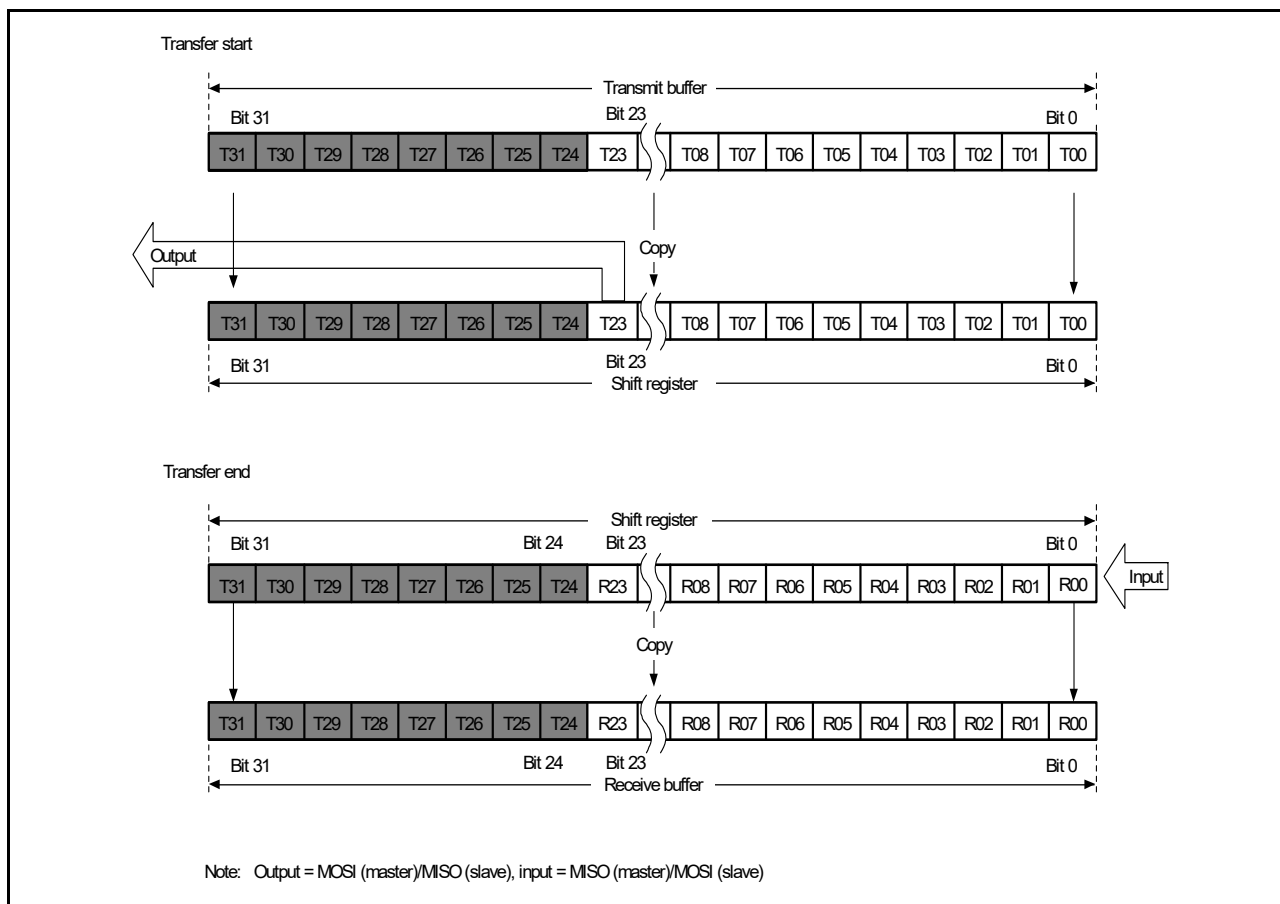 Transfer start
Transmit buffer
Bit 31 Bit 23 Bit 0
T31 T30 T29 T28 T27 T26 T25 T24 T23 T08 T07 T06 T05 T04 T03 T02 T01 T00
Output Copy
T31 T30 T29 T28 T27 T26 T25 T24 T23 T08 T07 T06 T05 T04 T03 T02 T01 T00
Bit 31 Bit 23 Bit 0
Shift register
Transfer end
Shift register
Bit 31 Bit 24 Bit 23 Bit 0
T31 T30 T29 T28 T27 T26 T25 T24 R23 R08 R07 R06 R05 R04 R03 R02 R01 R00 Input
Copy
T31 T30 T29 T28 T27 T26 T25 T24 R23 R08 R07 R06 R05 R04 R03 R02 R01 R00
Bit 31 Bit 24 Bit 23 Bit 0
Receive buffer
Note: Output = MOSI (master)/MISO (slave), input = MISO (master)/MOSI (slave)